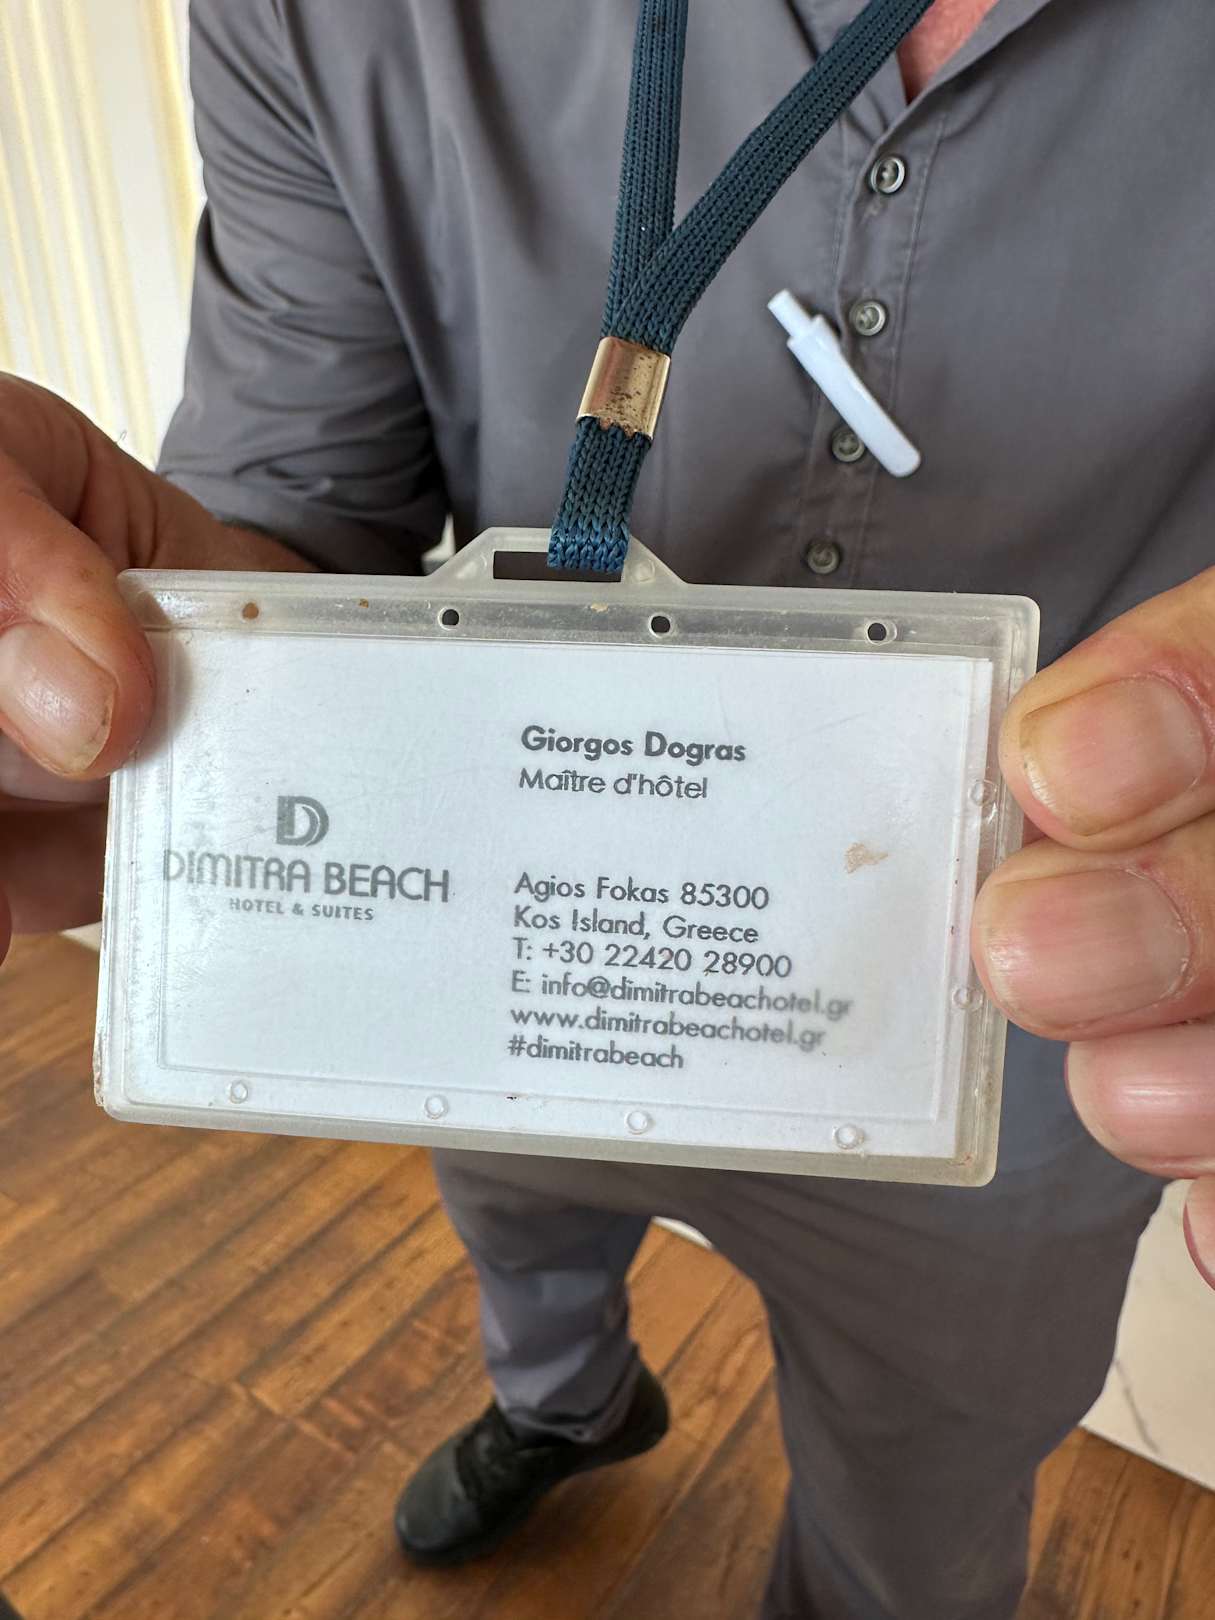 DIMITRA BEACH
HOTEL & SUITES
Giorgos Dogras
Maître d'hôtel
Agios Fokas 85300
Kos Island, Greece
T: +30 22420 28900
E: info@dimitrabeachotel.gr
www.dimitrabeachotel.gr
#dimitrabeach